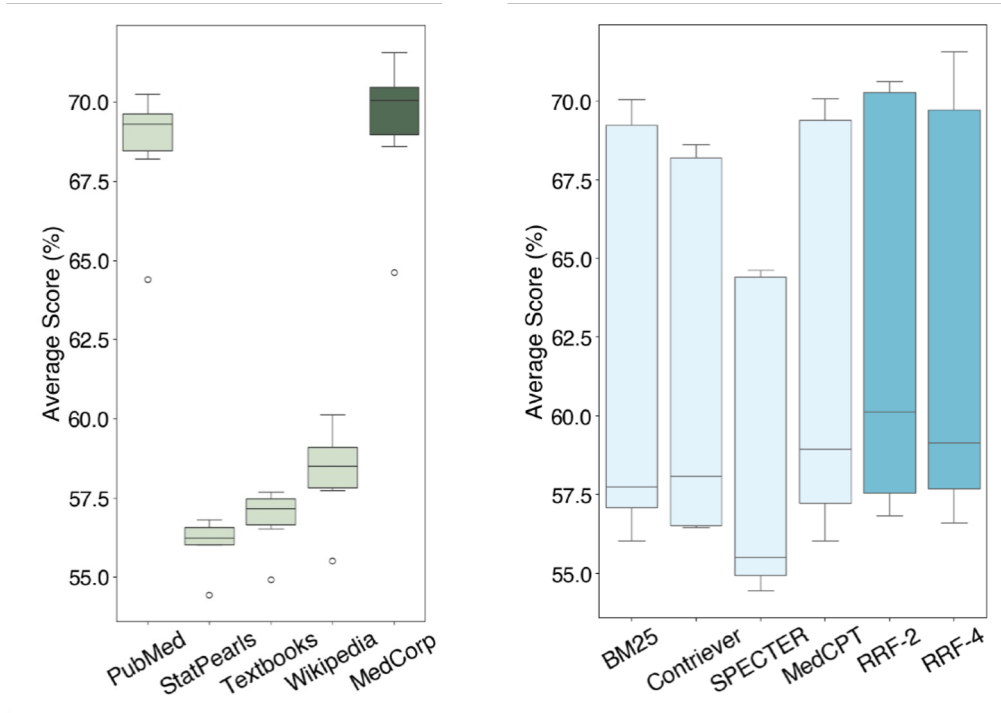 Average Score (%)
70.0
67.5
65.0
62.5
60.0
57.5
55.0
PubMed
StatPearls
Textbooks
Wikipedia
MedCorp
Average Score (%)
70.0
67.5
65.0
62.5
60.0
57.5
55.0
BM25
Contriever
SPECTER
MedCPT
RRF-2
RRF-4